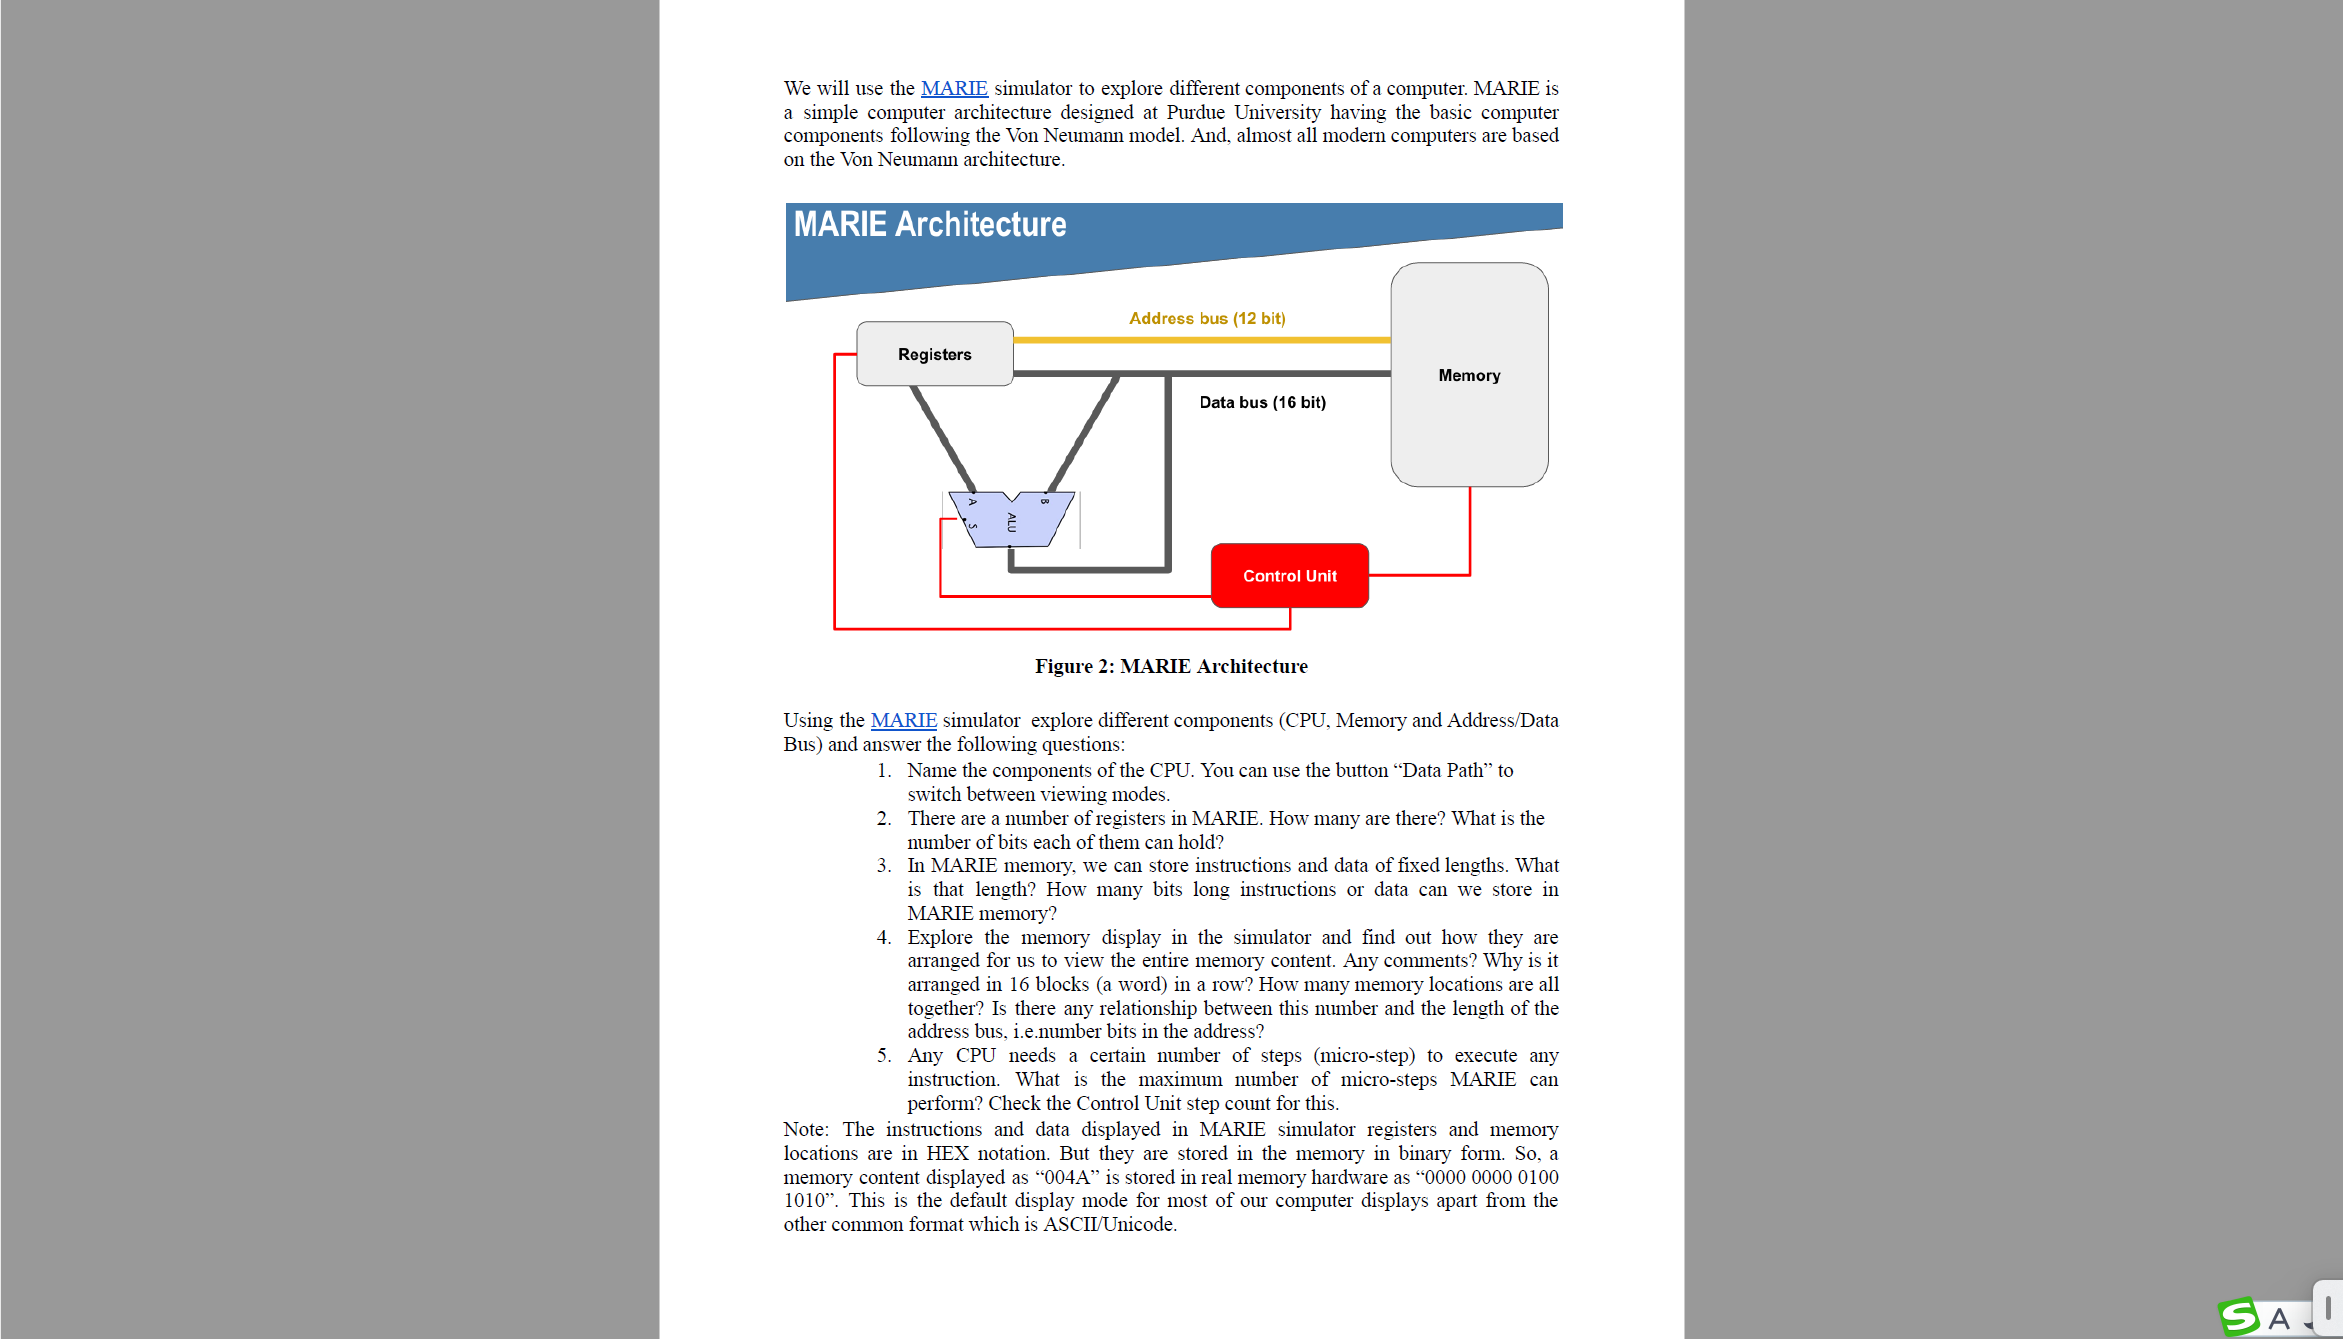 We will use the MARIE simulator to explore different components of a computer. MARIE is
a simple computer architecture designed at Purdue University having the basic computer
components following the Von Neumann model. And, almost all modern computers are based
on the Von Neumann architecture.
MARIE Architecture
Address bus (12 bit)
Registers
Memory
Data bus (16 bit)
A
B
S
ALU
Control Unit
Figure 2: MARIE Architecture
Using the MARIE simulator explore different components (CPU, Memory and Address/Data
Bus) and answer the following questions:
1. Name the components of the CPU. You can use the button “Data Path” to
switch between viewing modes.
2. There are a number of registers in MARIE. How many are there? What is the
number of bits each of them can hold?
3. In MARIE memory, we can store instructions and data of fixed lengths. What
is that length? How many bits long instructions or data can we store in
MARIE memory?
4. Explore the memory display in the simulator and find out how they are
arranged for us to view the entire memory content. Any comments? Why is it
arranged in 16 blocks (a word) in a row? How many memory locations are all
together? Is there any relationship between this number and the length of the
address bus, i.e.number bits in the address?
5. Any CPU needs a certain number of steps (micro-step) to execute any
instruction. What is the maximum number of micro-steps MARIE can
perform? Check the Control Unit step count for this.
Note: The instructions and data displayed in MARIE simulator registers and memory
locations are in HEX notation. But they are stored in the memory in binary form. So, a
memory content displayed as “004A” is stored in real memory hardware as “0000 0000 0100
1010”. This is the default display mode for most of our computer displays apart from the
other common format which is ASCII/Unicode.
S A